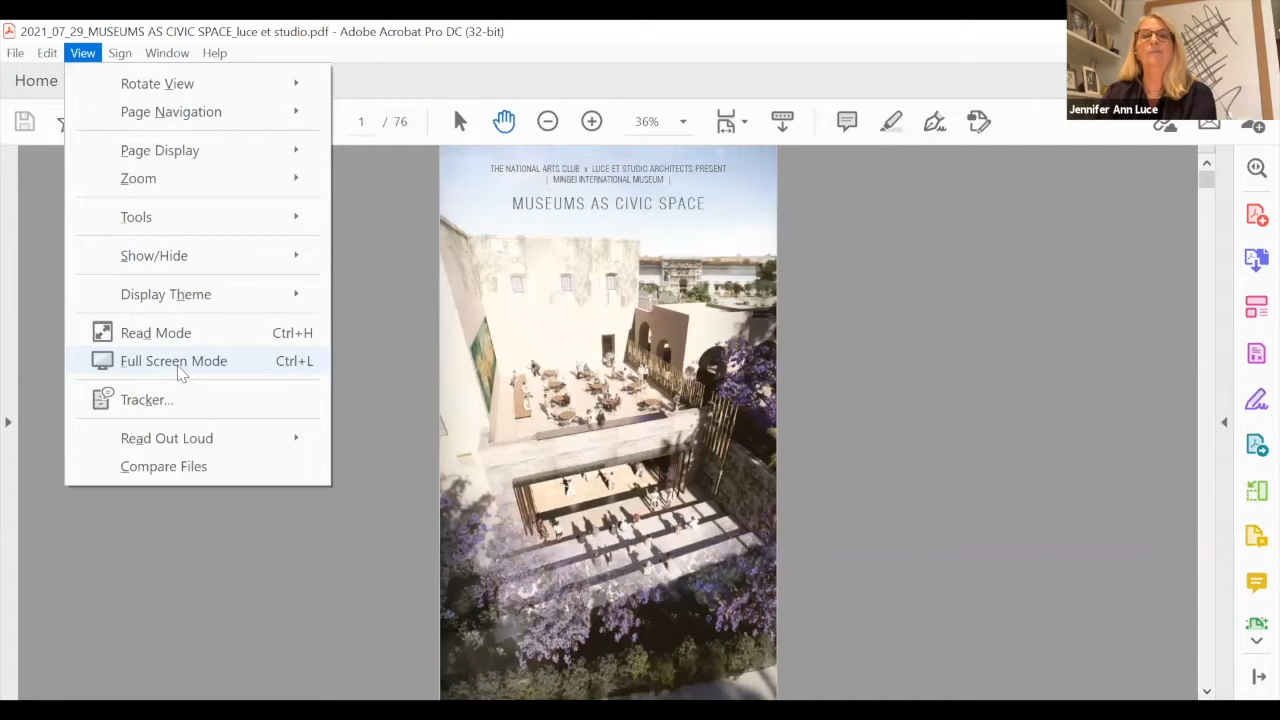 2021_07_29_MUSEUMS AS CIVIC SPACE_luce et studio.pdf - Adobe Acrobat Pro DC (32-bit)
File Edit View Sign Window Help
Home
1 / 76
36%
Rotate View
Page Navigation
Page Display
Zoom
Tools
Show/Hide
Display Theme
Read Mode Ctrl+H
Full Screen Mode Ctrl+L
Tracker...
Read Out Loud
Compare Files
THE NATIONAL ARTS CLUB x LUCE ET STUDIO ARCHITECTS PRESENT
| MINGEI INTERNATIONAL MUSEUM |
MUSEUMS AS CIVIC SPACE
Jennifer Ann Luce